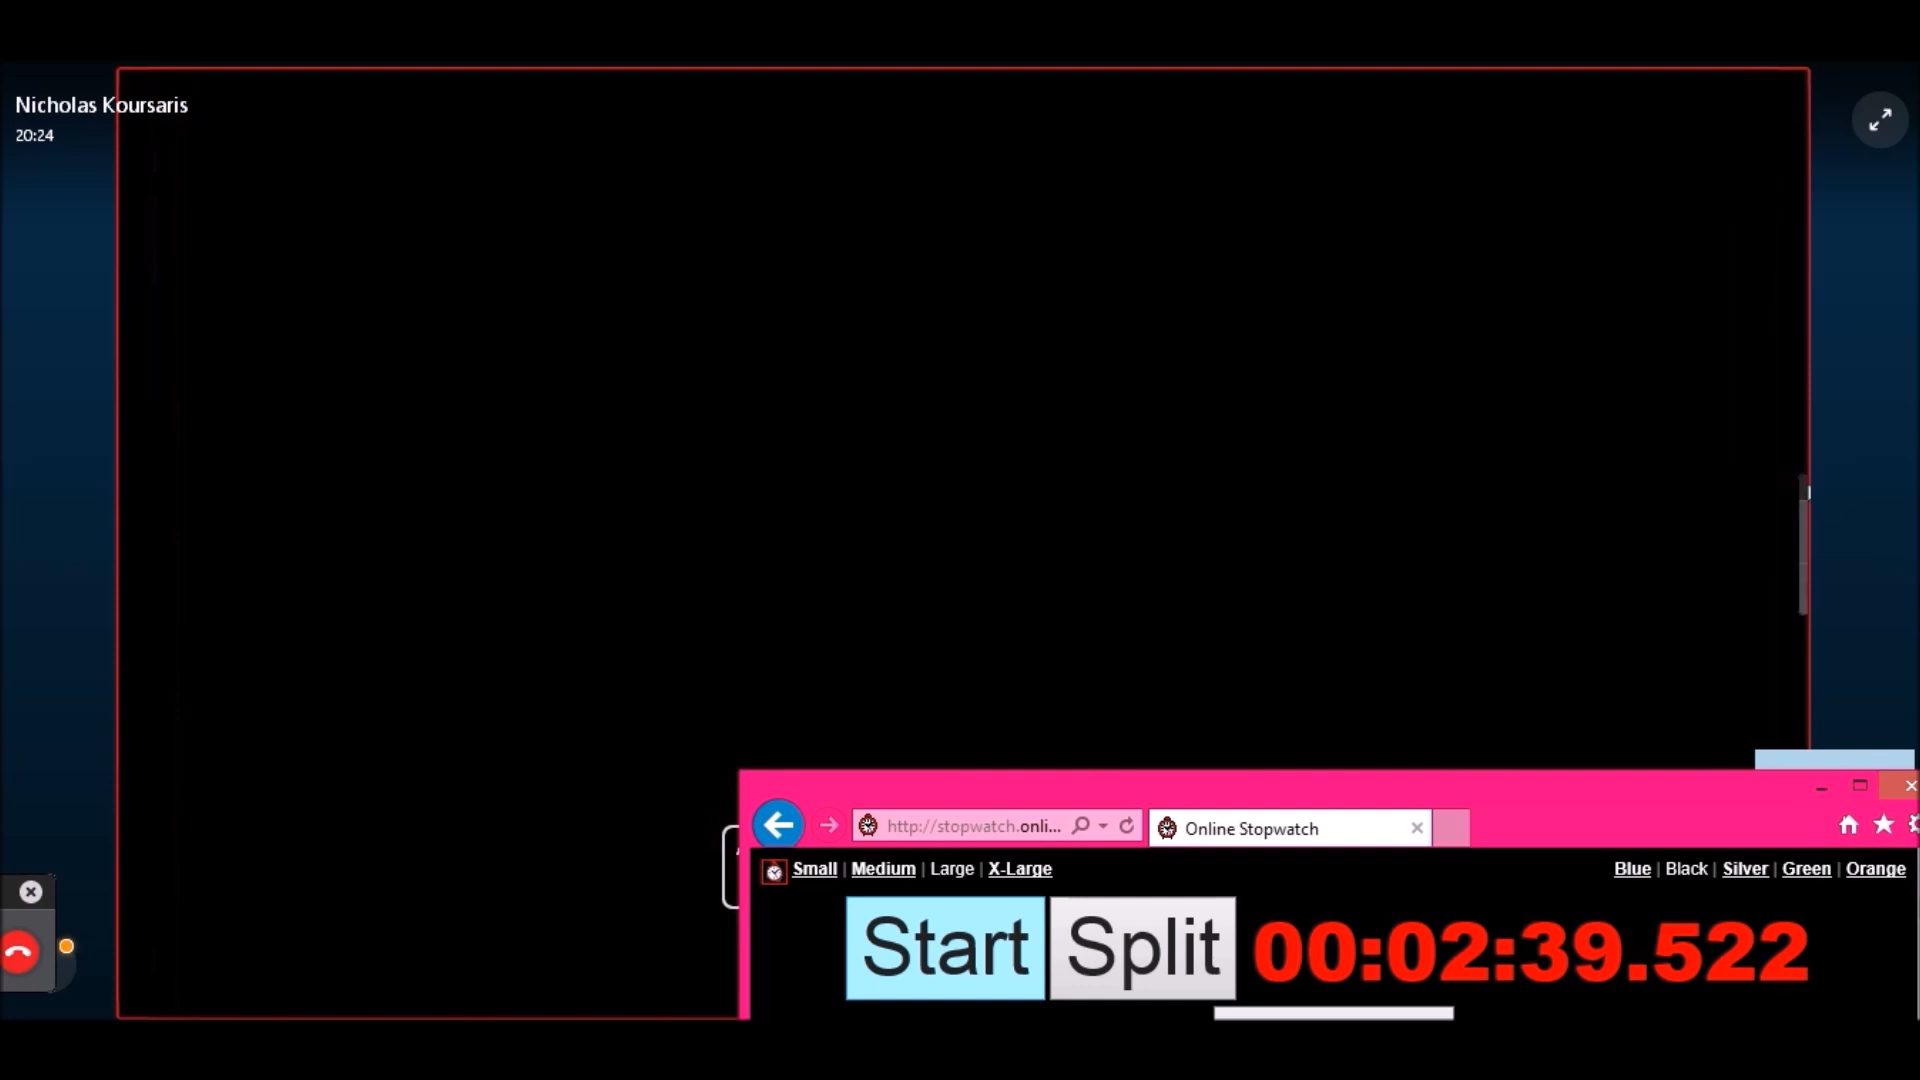 Nicholas Koursaris
20:24
http://stopwatch.onli...
Online Stopwatch
Small | Medium | Large | X-Large
Blue | Black | Silver | Green | Orange
Start Split 00:02:39.522